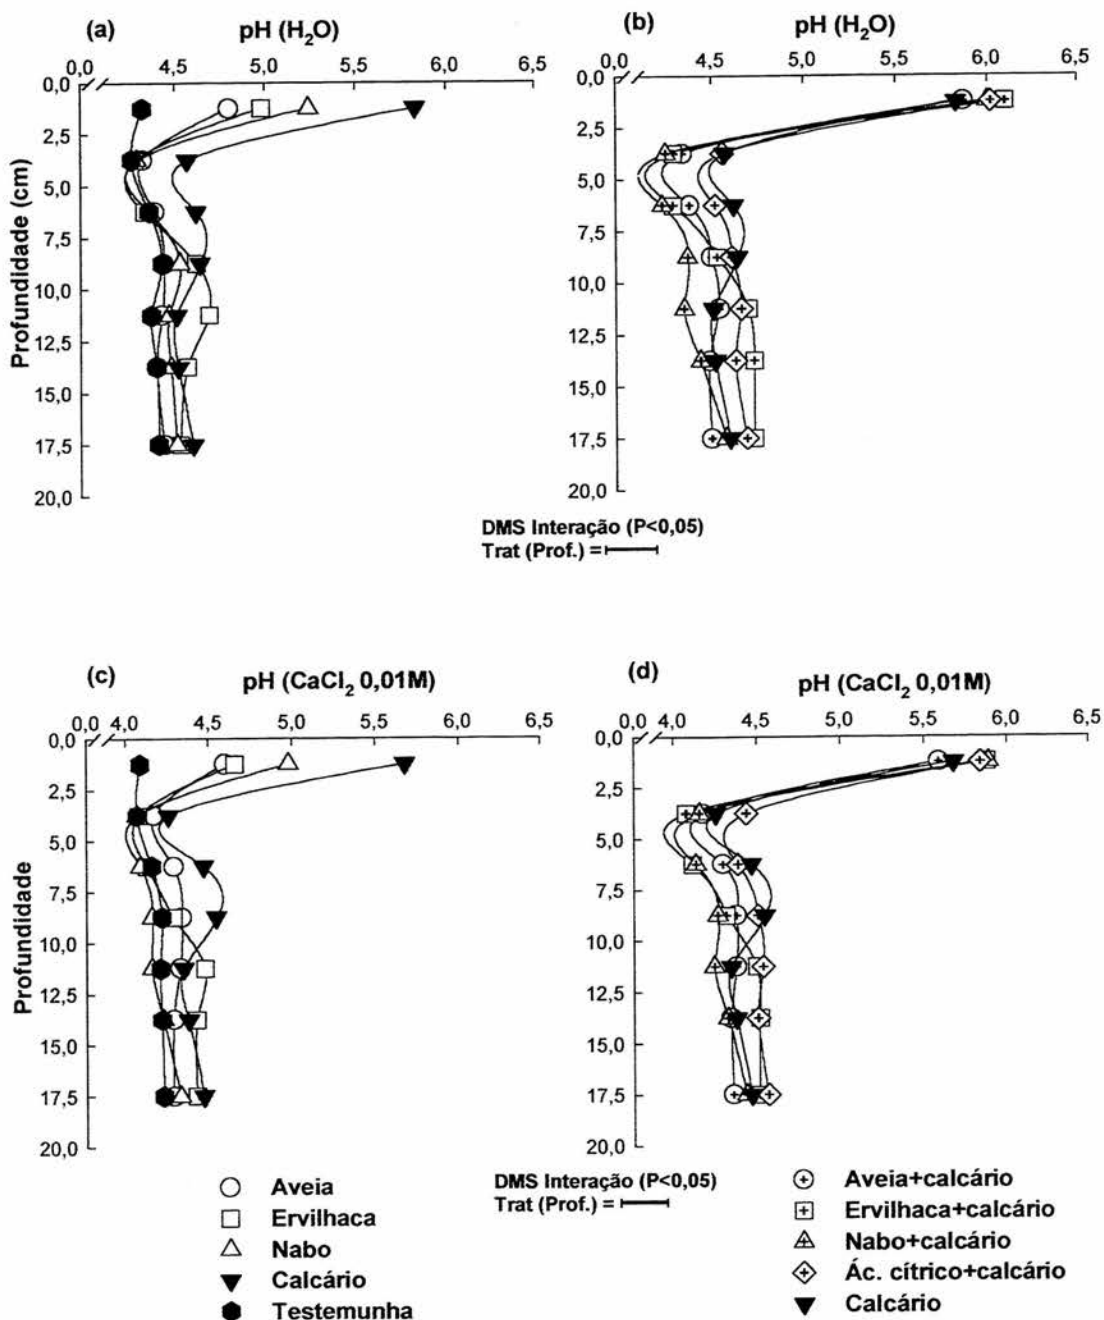 (a) pH (H₂O)
0,0 4,5 5,0 5,5 6,0 6,5
0,0
2,5
5,0
7,5
10,0
12,5
15,0
17,5
20,0
Profundidade (cm)
(b) pH (H₂O)
0,0 4,5 5,0 5,5 6,0 6,5
0,0
2,5
5,0
7,5
10,0
12,5
15,0
17,5
20,0
DMS Interação (P<0,05)
Trat (Prof.) =
(c) pH (CaCl₂ 0,01M)
0,0 4,0 4,5 5,0 5,5 6,0 6,5
0,0
2,5
5,0
7,5
10,0
12,5
15,0
17,5
20,0
Profundidade
(d) pH (CaCl₂ 0,01M)
0,0 4,0 4,5 5,0 5,5 6,0 6,5
0,0
2,5
5,0
7,5
10,0
12,5
15,0
17,5
20,0
Aveia
Ervilhaca
Nabo
Calcário
Testemunha
DMS Interação (P<0,05)
Trat (Prof.) =
Aveia+calcário
Ervilhaca+calcário
Nabo+calcário
Ác. cítrico+calcário
Calcário